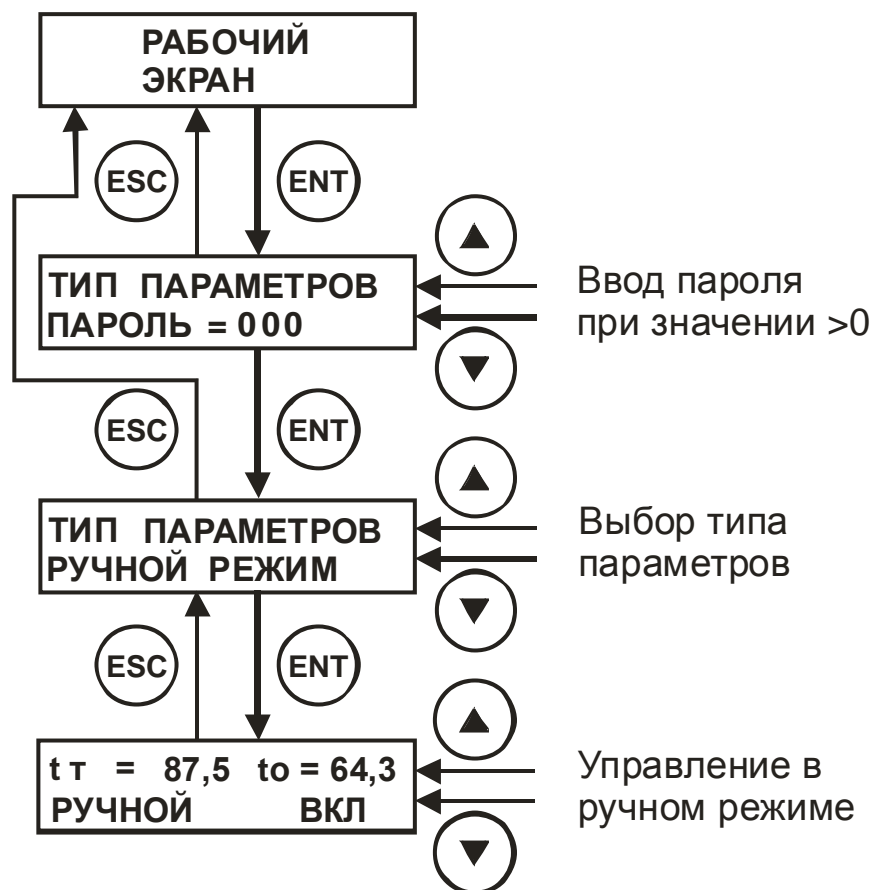 РАБОЧИЙ
ЭКРАН
ESC
ENT
ТИП ПАРАМЕТРОВ
ПАРОЛЬ = 000
Ввод пароля
при значении >0
ESC
ENT
ТИП ПАРАМЕТРОВ
РУЧНОЙ РЕЖИМ
Выбор типа
параметров
ESC
ENT
tт = 87,5 to = 64,3
РУЧНОЙ ВКЛ
Управление в
ручном режиме